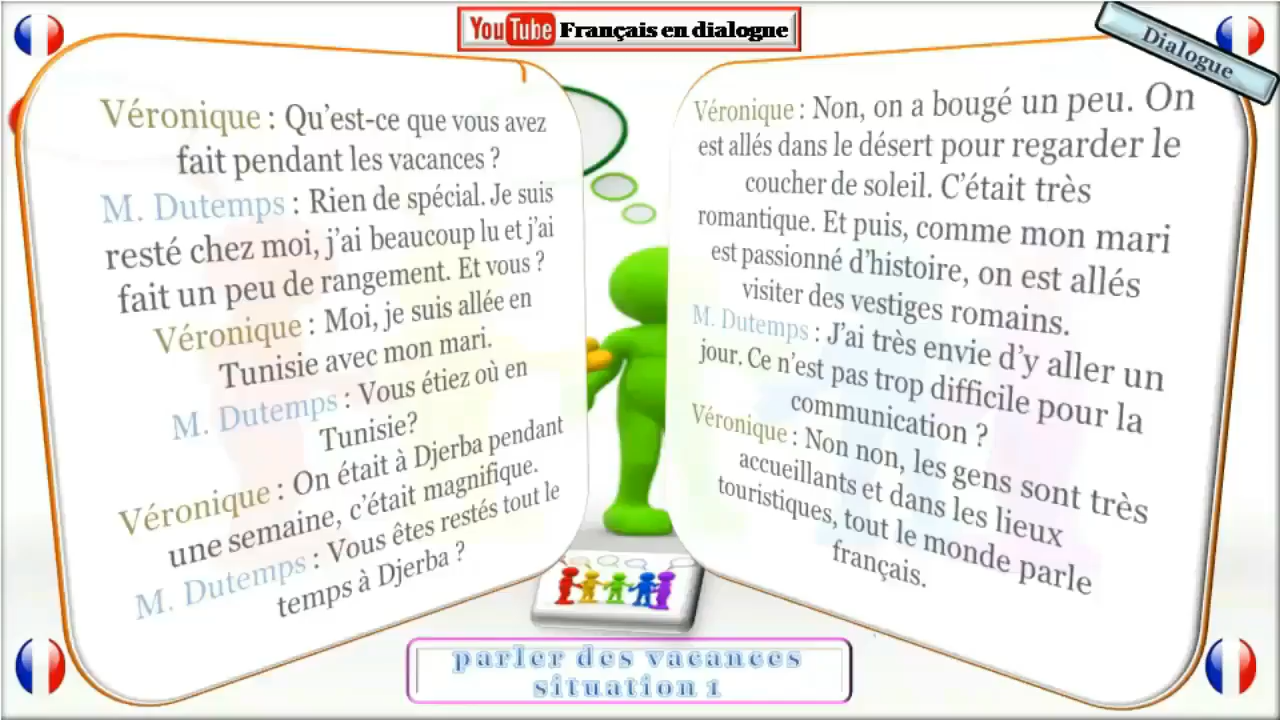 YouTube Français en dialogue
Dialogue
Véronique : Qu'est-ce que vous avez
fait pendant les vacances ?
M. Dutemps : Rien de spécial. Je suis
resté chez moi, j'ai beaucoup lu et j'ai
fait un peu de rangement. Et vous ?
Véronique : Moi, je suis allée en
Tunisie avec mon mari.
M. Dutemps : Vous étiez où en
Tunisie?
Véronique : On était à Djerba pendant
une semaine, c'était magnifique.
M. Dutemps : Vous êtes restés tout le
temps à Djerba ?
Véronique : Non, on a bougé un peu. On
est allés dans le désert pour regarder le
coucher de soleil. C'était très
romantique. Et puis, comme mon mari
est passionné d'histoire, on est allés
visiter des vestiges romains.
M. Dutemps : J'ai très envie d'y aller un
jour. Ce n'est pas trop difficile pour la
communication ?
Véronique : Non non, les gens sont très
accueillants et dans les lieux
touristiques, tout le monde parle
français.
parler des vacances
situation 1